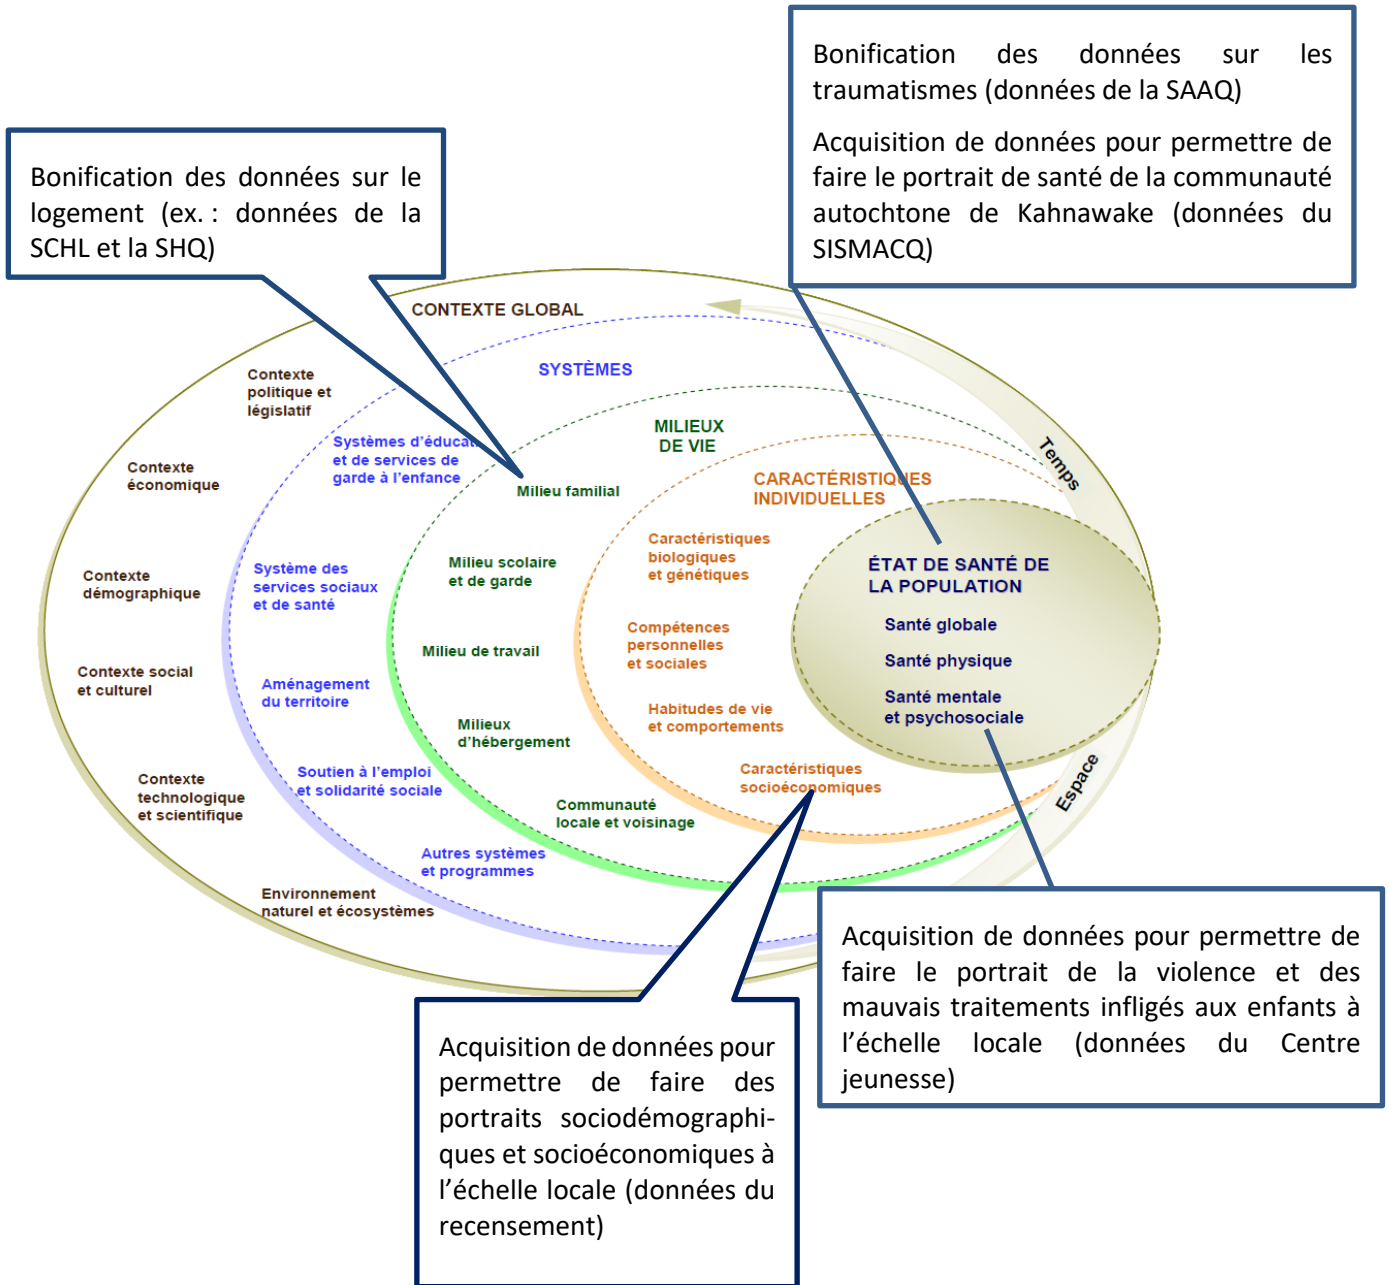 Bonification des données sur les
traumatismes (données de la SAAQ)
Acquisition de données pour permettre de
faire le portrait de santé de la communauté
autochtone de Kahnawake (données du
SISMACQ)
Bonification des données sur le
logement (ex. : données de la
SCHL et la SHQ)
CONTEXTE GLOBAL
Contexte
politique et
législatif
Contexte
économique
Contexte
démographique
Contexte social
et culturel
Contexte
technologique
et scientifique
Environnement
naturel et écosystèmes
SYSTÈMES
Systèmes d'éducat
et de services de
garde à l'enfance
Système des
services sociaux
et de santé
Aménagement
du territoire
Soutien à l'emploi
et solidarité sociale
Autres systèmes
et programmes
MILIEUX
DE VIE
Milieu familial
Milieu scolaire
et de garde
Milieu de travail
Milieux
d'hébergement
Communauté
locale et voisinage
CARACTÉRISTIQUES
INDIVIDUELLES
Caractéristiques
biologiques
et génétiques
Compétences
personnelles
et sociales
Habitudes de vie
et comportements
Caractéristiques
socioéconomiques
ÉTAT DE SANTÉ DE
LA POPULATION
Santé globale
Santé physique
Santé mentale
et psychosociale
Temps
Espace
Acquisition de données pour permettre de
faire le portrait de la violence et des
mauvais traitements infligés aux enfants à
l'échelle locale (données du Centre
jeunesse)
Acquisition de données pour
permettre de faire des
portraits sociodémographi-
ques et socioéconomiques à
l'échelle locale (données du
recensement)